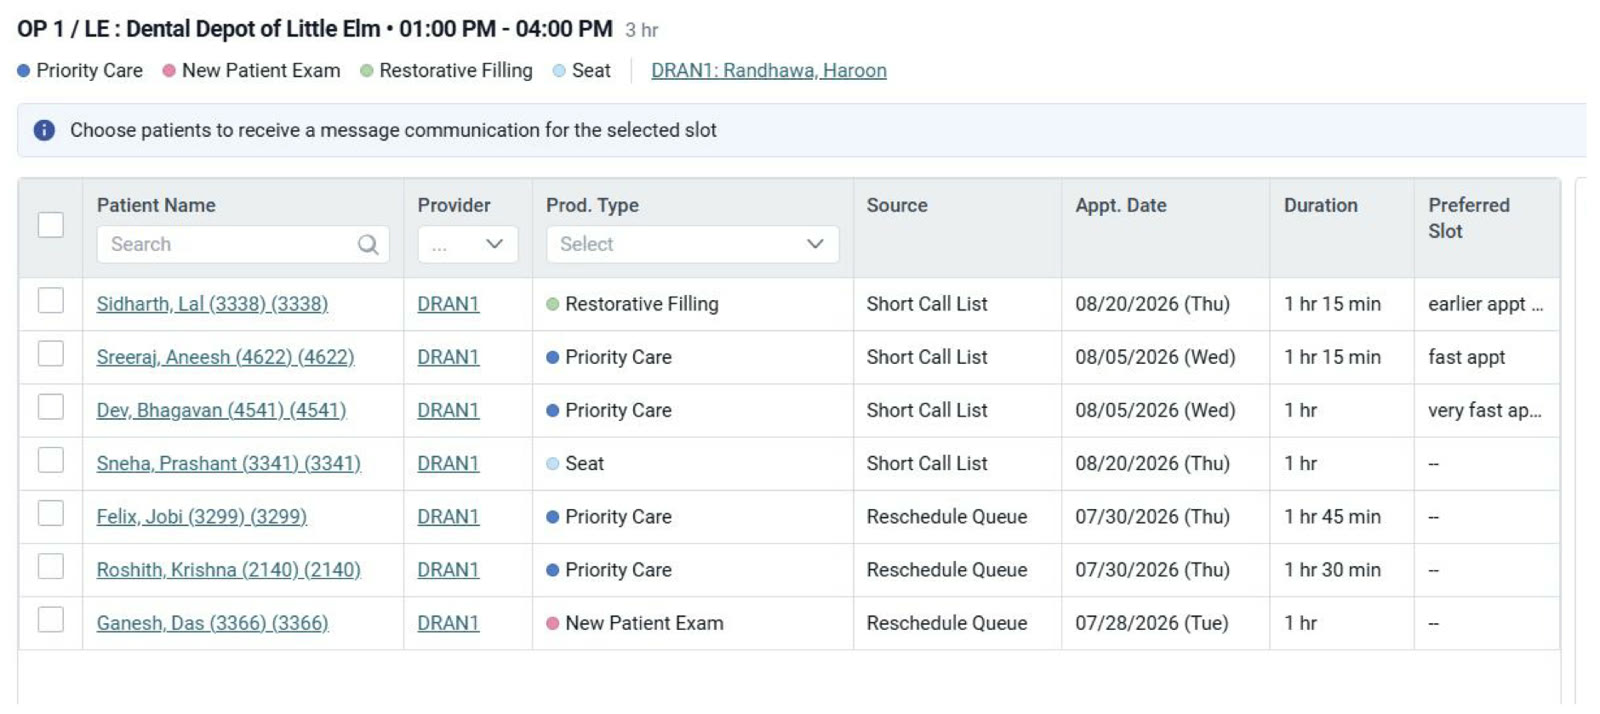 OP 1 / LE : Dental Depot of Little Elm • 01:00 PM - 04:00 PM 3 hr
Priority Care New Patient Exam Restorative Filling Seat DRAN1: Randhawa, Haroon
Choose patients to receive a message communication for the selected slot
Patient Name Provider Prod. Type Source Appt. Date Duration Preferred Slot
Search ... Select
Sidharth, Lal (3338) (3338) DRAN1 Restorative Filling Short Call List 08/20/2026 (Thu) 1 hr 15 min earlier appt ...
Sreeraj, Aneesh (4622) (4622) DRAN1 Priority Care Short Call List 08/05/2026 (Wed) 1 hr 15 min fast appt
Dev, Bhagavan (4541) (4541) DRAN1 Priority Care Short Call List 08/05/2026 (Wed) 1 hr very fast ap...
Sneha, Prashant (3341) (3341) DRAN1 Seat Short Call List 08/20/2026 (Thu) 1 hr --
Felix, Jobi (3299) (3299) DRAN1 Priority Care Reschedule Queue 07/30/2026 (Thu) 1 hr 45 min --
Roshith, Krishna (2140) (2140) DRAN1 Priority Care Reschedule Queue 07/30/2026 (Thu) 1 hr 30 min --
Ganesh, Das (3366) (3366) DRAN1 New Patient Exam Reschedule Queue 07/28/2026 (Tue) 1 hr --